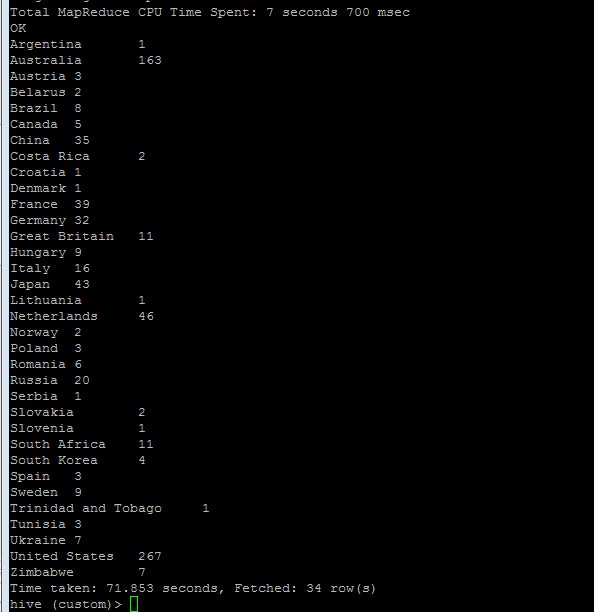 Total MapReduce CPU Time Spent: 7 seconds 700 msec
OK
Argentina 1
Australia 163
Austria 3
Belarus 2
Brazil 8
Canada 5
China 35
Costa Rica 2
Croatia 1
Denmark 1
France 39
Germany 32
Great Britain 11
Hungary 9
Italy 16
Japan 43
Lithuania 1
Netherlands 46
Norway 2
Poland 3
Romania 6
Russia 20
Serbia 1
Slovakia 2
Slovenia 1
South Africa 11
South Korea 4
Spain 3
Sweden 9
Trinidad and Tobago 1
Tunisia 3
Ukraine 7
United States 267
Zimbabwe 7
Time taken: 71.853 seconds, Fetched: 34 row(s)
hive (custom)>